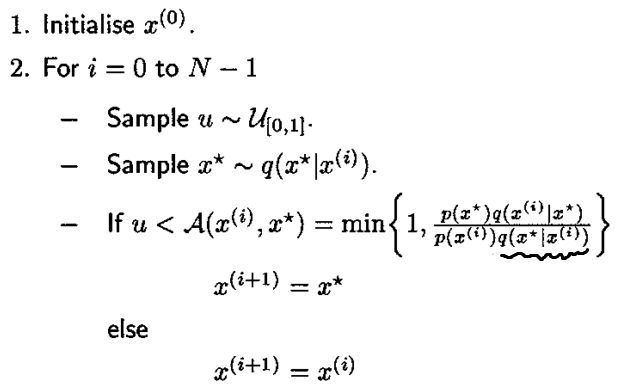 1. Initialise x^(0).
2. For i = 0 to N − 1
– Sample u ∼ 𝒰_[0,1].
– Sample x⋆ ∼ q(x⋆|x^(i)).
– If u < 𝒜(x^(i), x⋆) = min{1, p(x⋆)q(x^(i)|x⋆) / p(x^(i))q(x⋆|x^(i))}
x^(i+1) = x⋆
else
x^(i+1) = x^(i)